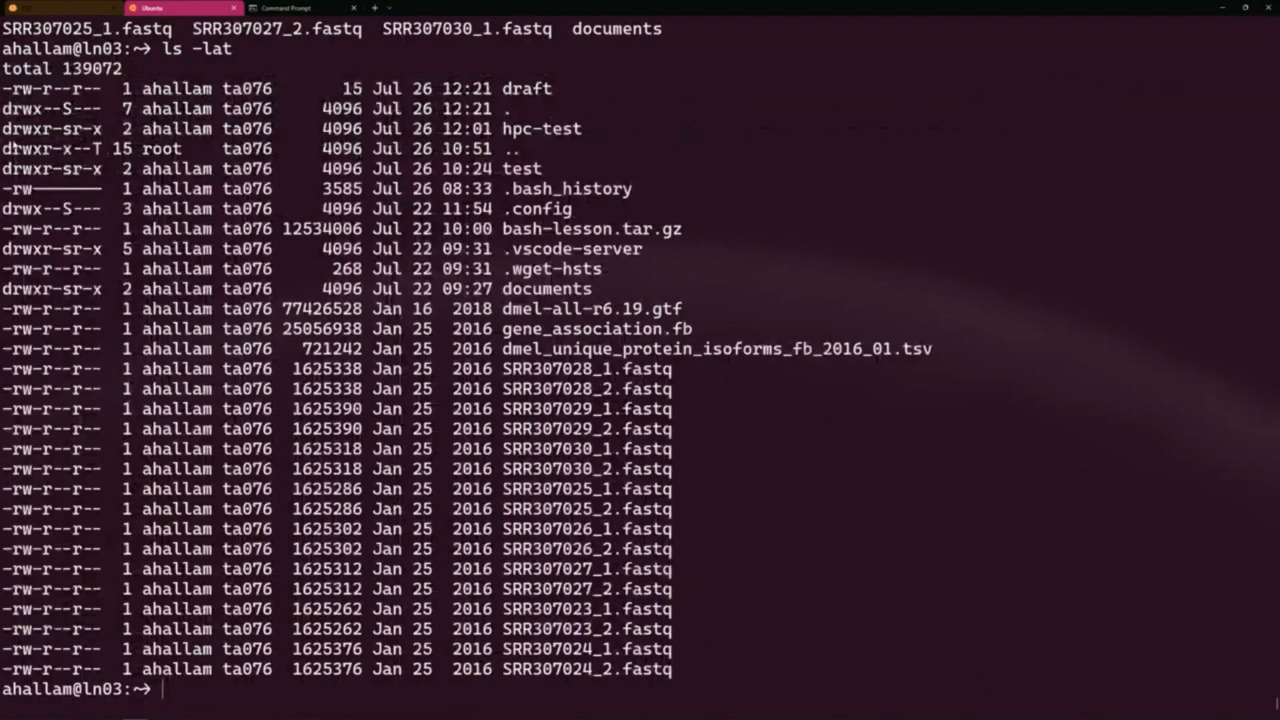 Ubuntu
Command Prompt
SRR307025_1.fastq  SRR307027_2.fastq  SRR307030_1.fastq  documents
ahallam@ln03:~> ls -lat
total 139072
-rw-r--r--  1 ahallam ta076       15 Jul 26 12:21 draft
drwx--S---  7 ahallam ta076     4096 Jul 26 12:21 .
drwxr-sr-x  2 ahallam ta076     4096 Jul 26 12:01 hpc-test
drwxr-x--T 15 root    ta076     4096 Jul 26 10:51 ..
drwxr-sr-x  2 ahallam ta076     4096 Jul 26 10:24 test
-rw-------  1 ahallam ta076     3585 Jul 26 08:33 .bash_history
drwx--S---  3 ahallam ta076     4096 Jul 22 11:54 .config
-rw-r--r--  1 ahallam ta076 12534006 Jul 22 10:00 bash-lesson.tar.gz
drwxr-sr-x  5 ahallam ta076     4096 Jul 22 09:31 .vscode-server
-rw-r--r--  1 ahallam ta076      268 Jul 22 09:31 .wget-hsts
drwxr-sr-x  2 ahallam ta076     4096 Jul 22 09:27 documents
-rw-r--r--  1 ahallam ta076 77426528 Jan 16  2018 dmel-all-r6.19.gtf
-rw-r--r--  1 ahallam ta076 25056938 Jan 25  2016 gene_association.fb
-rw-r--r--  1 ahallam ta076   721242 Jan 25  2016 dmel_unique_protein_isoforms_fb_2016_01.tsv
-rw-r--r--  1 ahallam ta076  1625338 Jan 25  2016 SRR307028_1.fastq
-rw-r--r--  1 ahallam ta076  1625338 Jan 25  2016 SRR307028_2.fastq
-rw-r--r--  1 ahallam ta076  1625390 Jan 25  2016 SRR307029_1.fastq
-rw-r--r--  1 ahallam ta076  1625390 Jan 25  2016 SRR307029_2.fastq
-rw-r--r--  1 ahallam ta076  1625318 Jan 25  2016 SRR307030_1.fastq
-rw-r--r--  1 ahallam ta076  1625318 Jan 25  2016 SRR307030_2.fastq
-rw-r--r--  1 ahallam ta076  1625286 Jan 25  2016 SRR307025_1.fastq
-rw-r--r--  1 ahallam ta076  1625286 Jan 25  2016 SRR307025_2.fastq
-rw-r--r--  1 ahallam ta076  1625302 Jan 25  2016 SRR307026_1.fastq
-rw-r--r--  1 ahallam ta076  1625302 Jan 25  2016 SRR307026_2.fastq
-rw-r--r--  1 ahallam ta076  1625312 Jan 25  2016 SRR307027_1.fastq
-rw-r--r--  1 ahallam ta076  1625312 Jan 25  2016 SRR307027_2.fastq
-rw-r--r--  1 ahallam ta076  1625262 Jan 25  2016 SRR307023_1.fastq
-rw-r--r--  1 ahallam ta076  1625262 Jan 25  2016 SRR307023_2.fastq
-rw-r--r--  1 ahallam ta076  1625376 Jan 25  2016 SRR307024_1.fastq
-rw-r--r--  1 ahallam ta076  1625376 Jan 25  2016 SRR307024_2.fastq
ahallam@ln03:~>